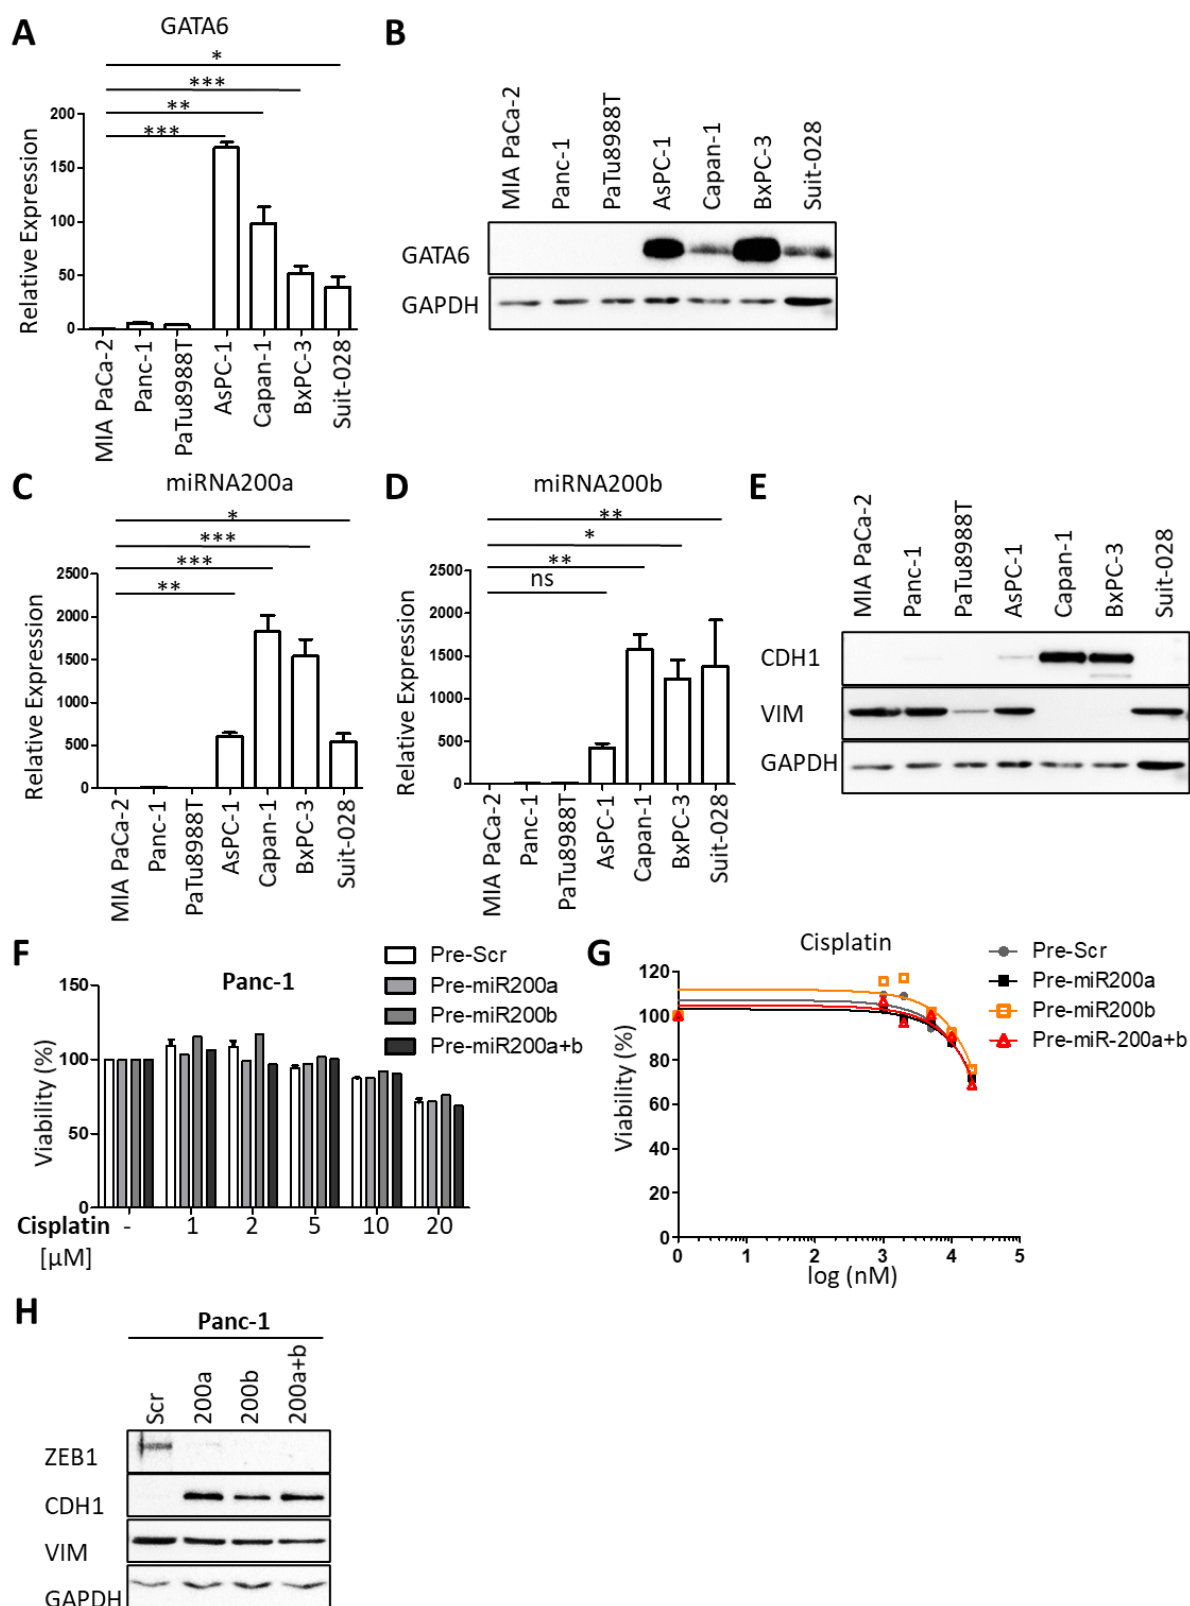 A
GATA6
*
***
**
***
Relative Expression
200
150
100
50
0
MIA PaCa-2
Panc-1
PaTu8988T
AsPC-1
Capan-1
BxPC-3
Suit-028
B
MIA PaCa-2
Panc-1
PaTu8988T
AsPC-1
Capan-1
BxPC-3
Suit-028
GATA6
GAPDH
C
miRNA200a
*
***
***
**
Relative Expression
2500
2000
1500
1000
500
0
MIA PaCa-2
Panc-1
PaTu8988T
AsPC-1
Capan-1
BxPC-3
Suit-028
D
miRNA200b
**
*
**
ns
Relative Expression
2500
2000
1500
1000
500
0
MIA PaCa-2
Panc-1
PaTu8988T
AsPC-1
Capan-1
BxPC-3
Suit-028
E
MIA PaCa-2
Panc-1
PaTu8988T
AsPC-1
Capan-1
BxPC-3
Suit-028
CDH1
VIM
GAPDH
F
Panc-1
Pre-Scr
Pre-miR200a
Pre-miR200b
Pre-miR200a+b
Viability (%)
150
100
50
0
Cisplatin - 1 2 5 10 20
[µM]
G
Cisplatin
Pre-Scr
Pre-miR200a
Pre-miR200b
Pre-miR-200a+b
Viability (%)
120
100
80
60
40
20
0
0 1 2 3 4 5
log (nM)
H
Panc-1
Scr
200a
200b
200a+b
ZEB1
CDH1
VIM
GAPDH